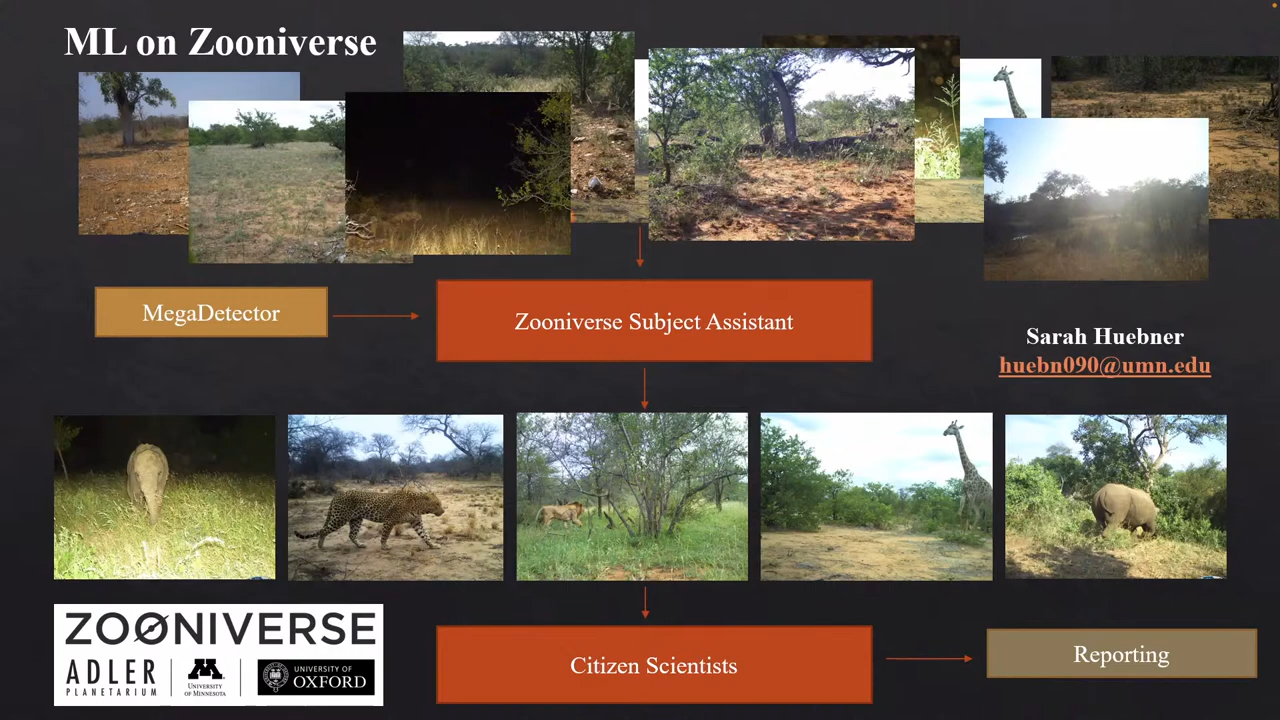 ML on Zooniverse
MegaDetector
Zooniverse Subject Assistant
Sarah Huebner
huebn090@umn.edu
ZOONIVERSE
ADLER
PLANETARIUM
UNIVERSITY
OF MINNESOTA
UNIVERSITY OF
OXFORD
Citizen Scientists
Reporting